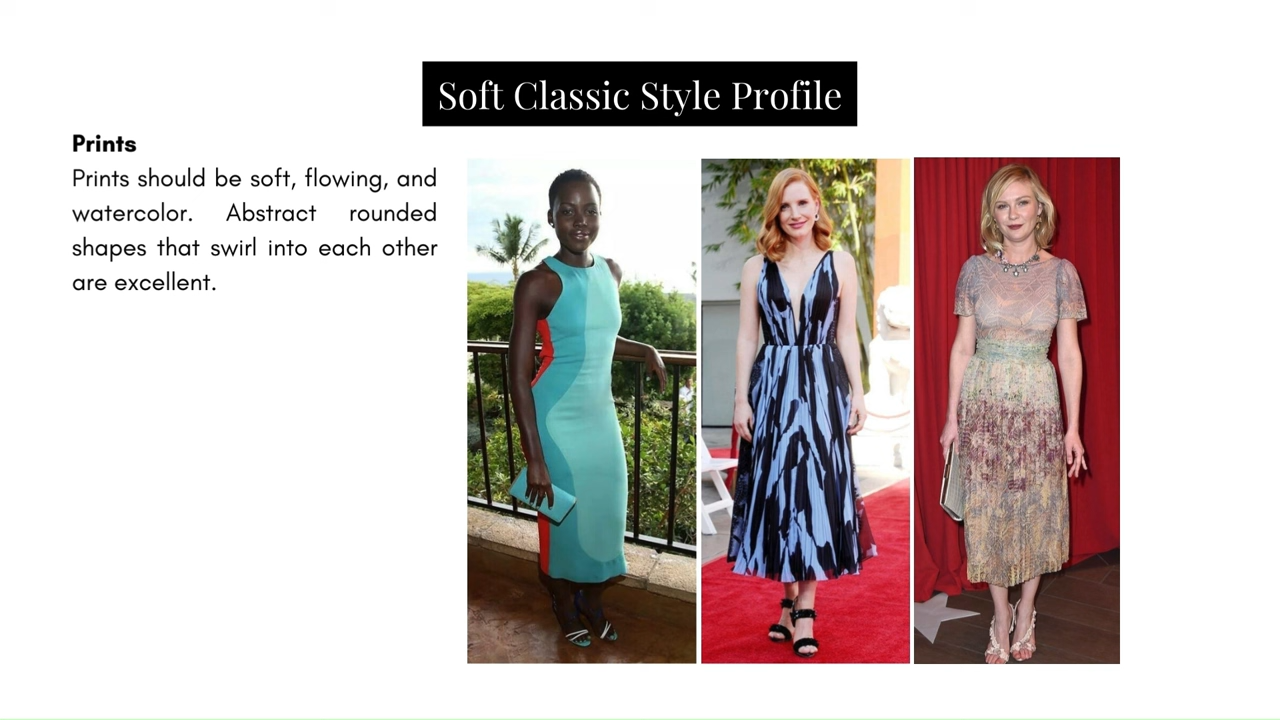 Soft Classic Style Profile
Prints
Prints should be soft, flowing, and
watercolor. Abstract rounded
shapes that swirl into each other
are excellent.